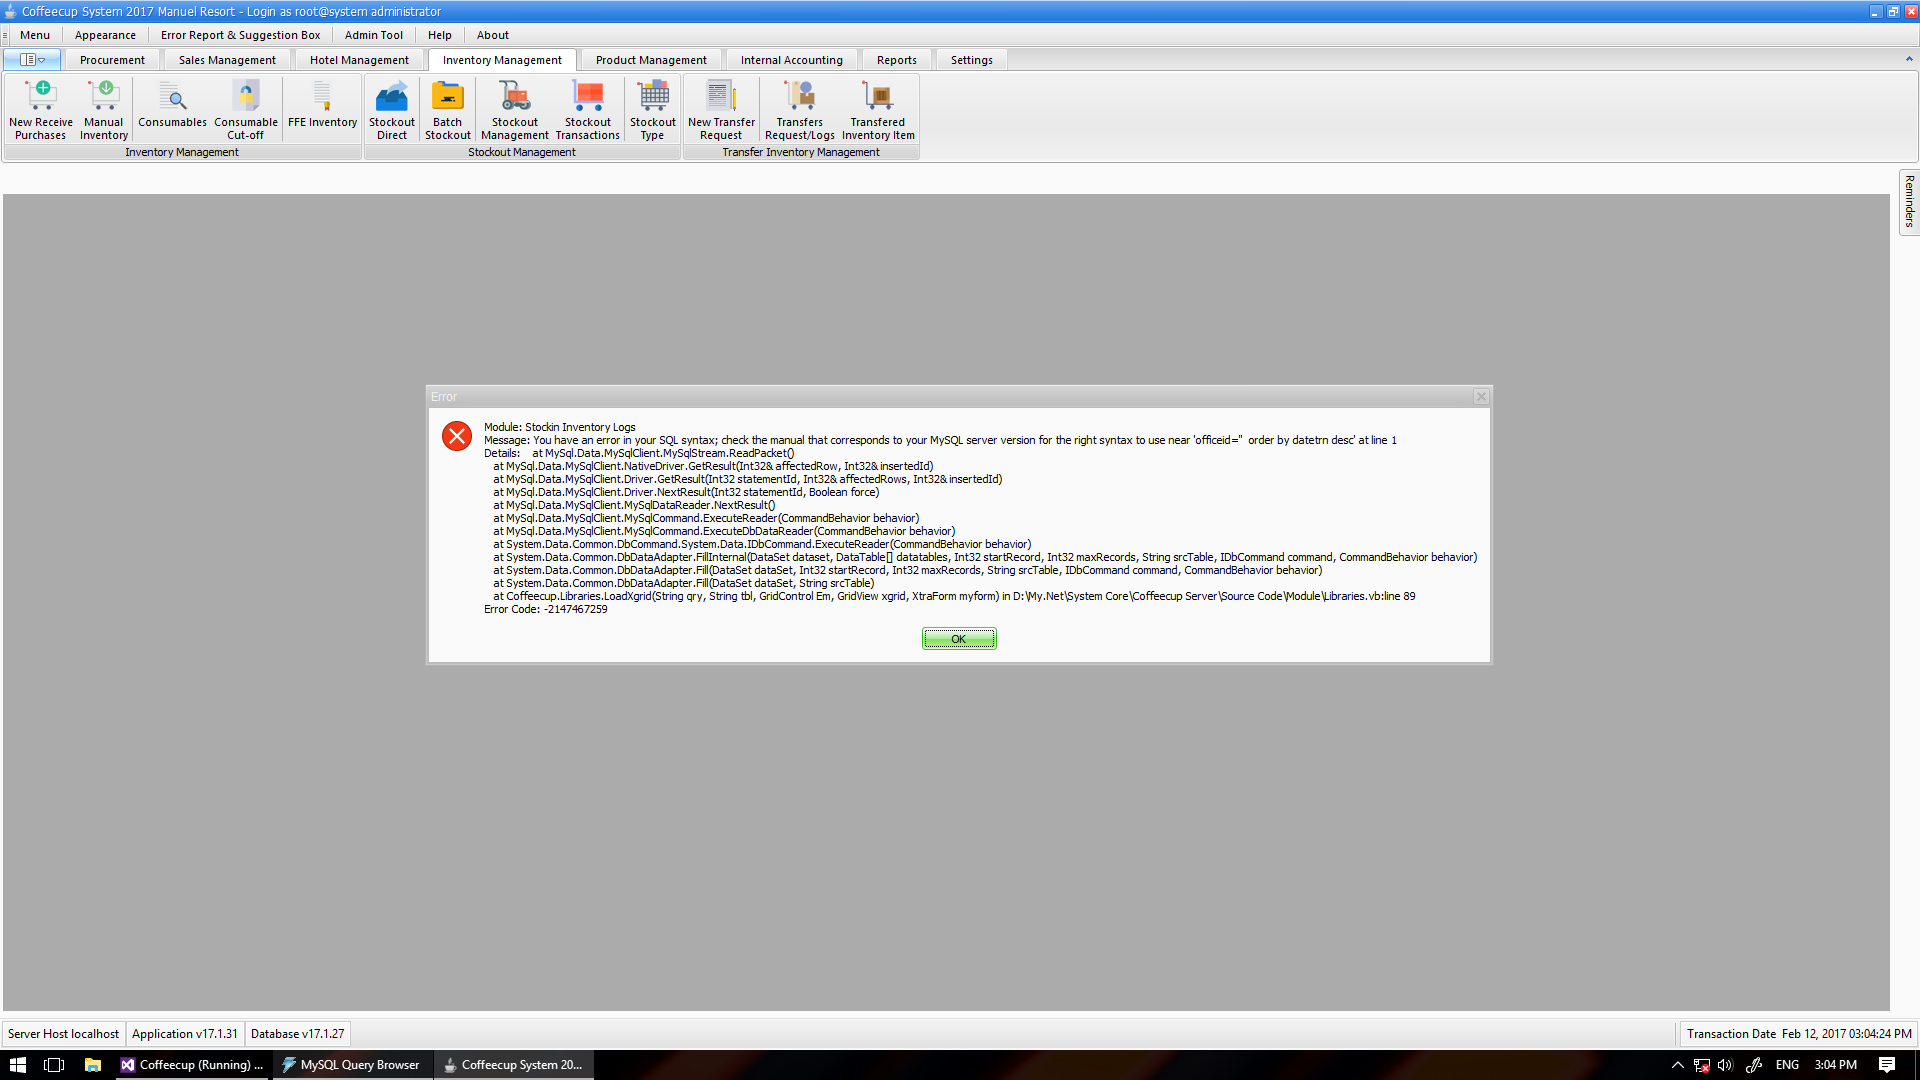 Coffeecup System 2017 Manuel Resort - Login as root@system administrator
Menu Appearance Error Report & Suggestion Box Admin Tool Help About
Procurement Sales Management Hotel Management Inventory Management Product Management Internal Accounting Reports Settings
New Receive Purchases
Manual Inventory
Consumables
Consumable Cut-off
FFE Inventory
Stockout Direct
Batch Stockout
Stockout Management
Stockout Transactions
Stockout Type
New Transfer Request
Transfers Request/Logs
Transfered Inventory Item
Inventory Management Stockout Management Transfer Inventory Management
Reminders
Error
Module: Stockin Inventory Logs
Message: You have an error in your SQL syntax; check the manual that corresponds to your MySQL server version for the right syntax to use near 'officeid=''  order by datetrn desc' at line 1
Details:    at MySql.Data.MySqlClient.MySqlStream.ReadPacket()
at MySql.Data.MySqlClient.NativeDriver.GetResult(Int32& affectedRow, Int32& insertedId)
at MySql.Data.MySqlClient.Driver.GetResult(Int32 statementId, Int32& affectedRows, Int32& insertedId)
at MySql.Data.MySqlClient.Driver.NextResult(Int32 statementId, Boolean force)
at MySql.Data.MySqlClient.MySqlDataReader.NextResult()
at MySql.Data.MySqlClient.MySqlCommand.ExecuteReader(CommandBehavior behavior)
at MySql.Data.MySqlClient.MySqlCommand.ExecuteDbDataReader(CommandBehavior behavior)
at System.Data.Common.DbCommand.System.Data.IDbCommand.ExecuteReader(CommandBehavior behavior)
at System.Data.Common.DbDataAdapter.FillInternal(DataSet dataset, DataTable[] datatables, Int32 startRecord, Int32 maxRecords, String srcTable, IDbCommand command, CommandBehavior behavior)
at System.Data.Common.DbDataAdapter.Fill(DataSet dataSet, Int32 startRecord, Int32 maxRecords, String srcTable, IDbCommand command, CommandBehavior behavior)
at System.Data.Common.DbDataAdapter.Fill(DataSet dataSet, String srcTable)
at Coffeecup.Libraries.LoadXgrid(String qry, String tbl, GridControl Em, GridView xgrid, XtraForm myform) in D:\My.Net\System Core\Coffeecup Server\Source Code\Module\Libraries.vb:line 89
Error Code: -2147467259
OK
Server Host localhost Application v17.1.31 Database v17.1.27 Transaction Date  Feb 12, 2017 03:04:24 PM
Coffeecup (Running) ... MySQL Query Browser Coffeecup System 20... ENG 3:04 PM